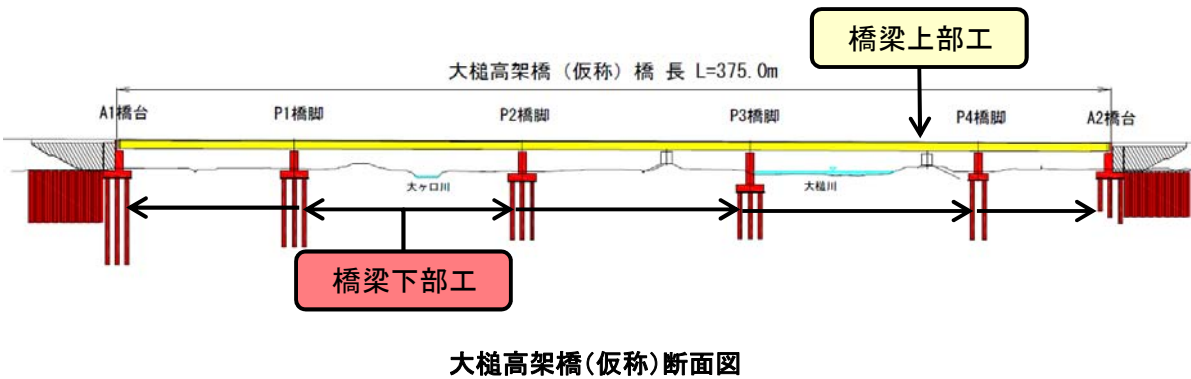 橋梁上部工
大槌高架橋（仮称）橋 長 L=375.0m
A1橋台
P1橋脚
P2橋脚
P3橋脚
P4橋脚
A2橋台
大ヶ口川
大槌川
橋梁下部工
大槌高架橋(仮称)断面図